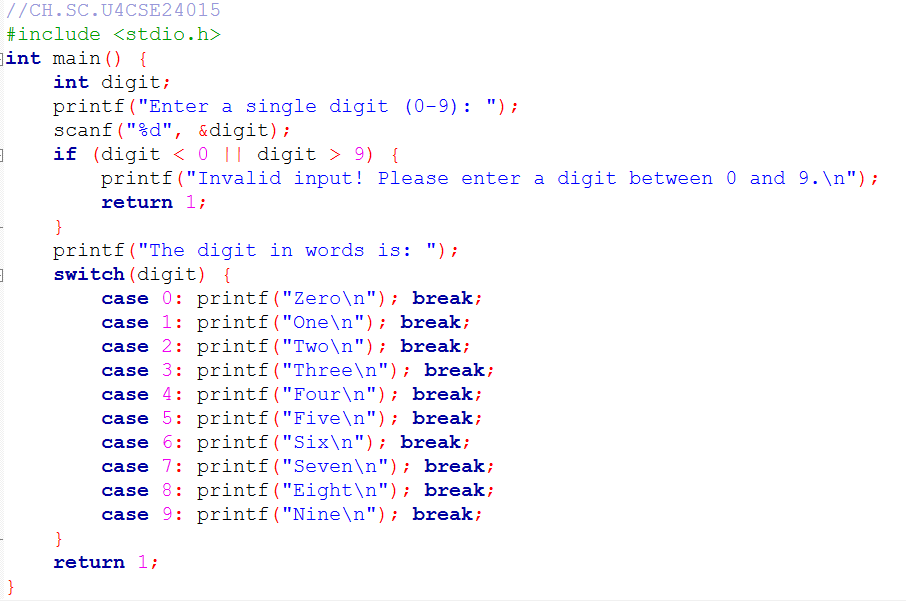 //CH.SC.U4CSE24015
#include <stdio.h>
int main() {
    int digit;
    printf("Enter a single digit (0-9): ");
    scanf("%d", &digit);
    if (digit < 0 || digit > 9) {
        printf("Invalid input! Please enter a digit between 0 and 9.\n");
        return 1;
    }
    printf("The digit in words is: ");
    switch(digit) {
        case 0: printf("Zero\n"); break;
        case 1: printf("One\n"); break;
        case 2: printf("Two\n"); break;
        case 3: printf("Three\n"); break;
        case 4: printf("Four\n"); break;
        case 5: printf("Five\n"); break;
        case 6: printf("Six\n"); break;
        case 7: printf("Seven\n"); break;
        case 8: printf("Eight\n"); break;
        case 9: printf("Nine\n"); break;
    }
    return 1;
}